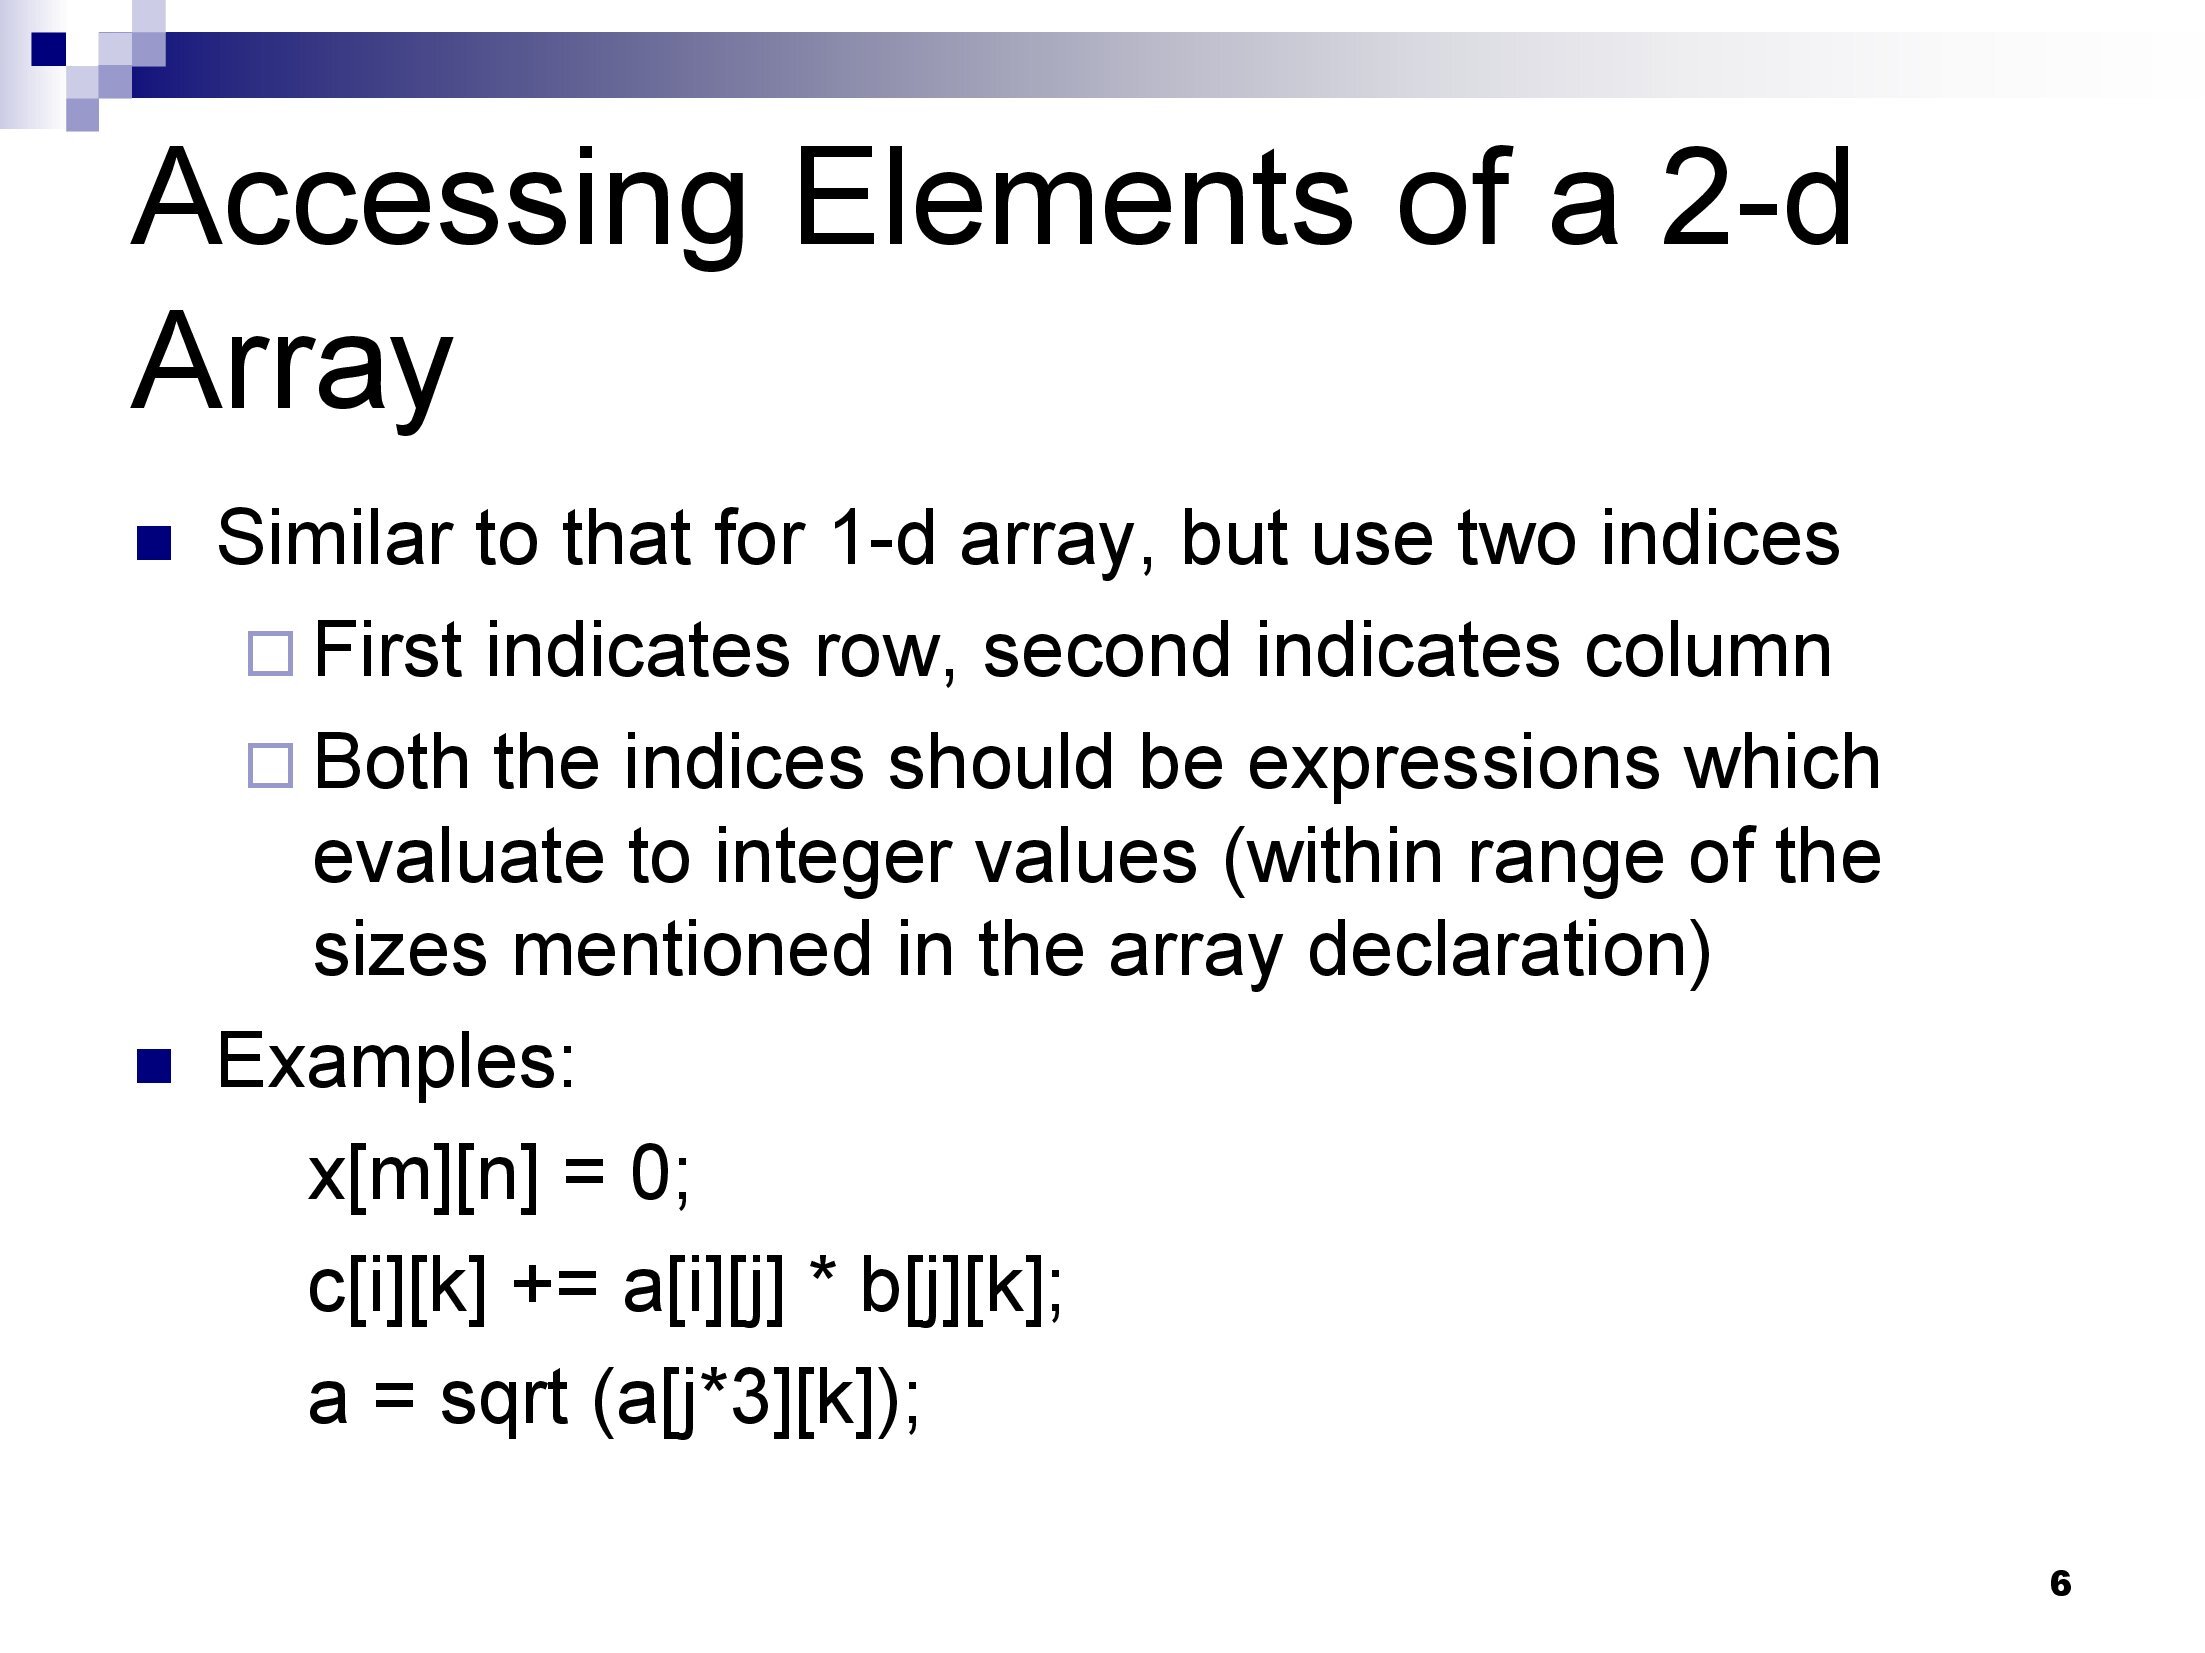 Accessing Elements of a 2-d
Array
Similar to that for 1-d array, but use two indices
First indicates row, second indicates column
Both the indices should be expressions which
evaluate to integer values (within range of the
sizes mentioned in the array declaration)
Examples:
x[m][n] = 0;
c[i][k] += a[i][j] * b[j][k];
a = sqrt (a[j*3][k]);
6